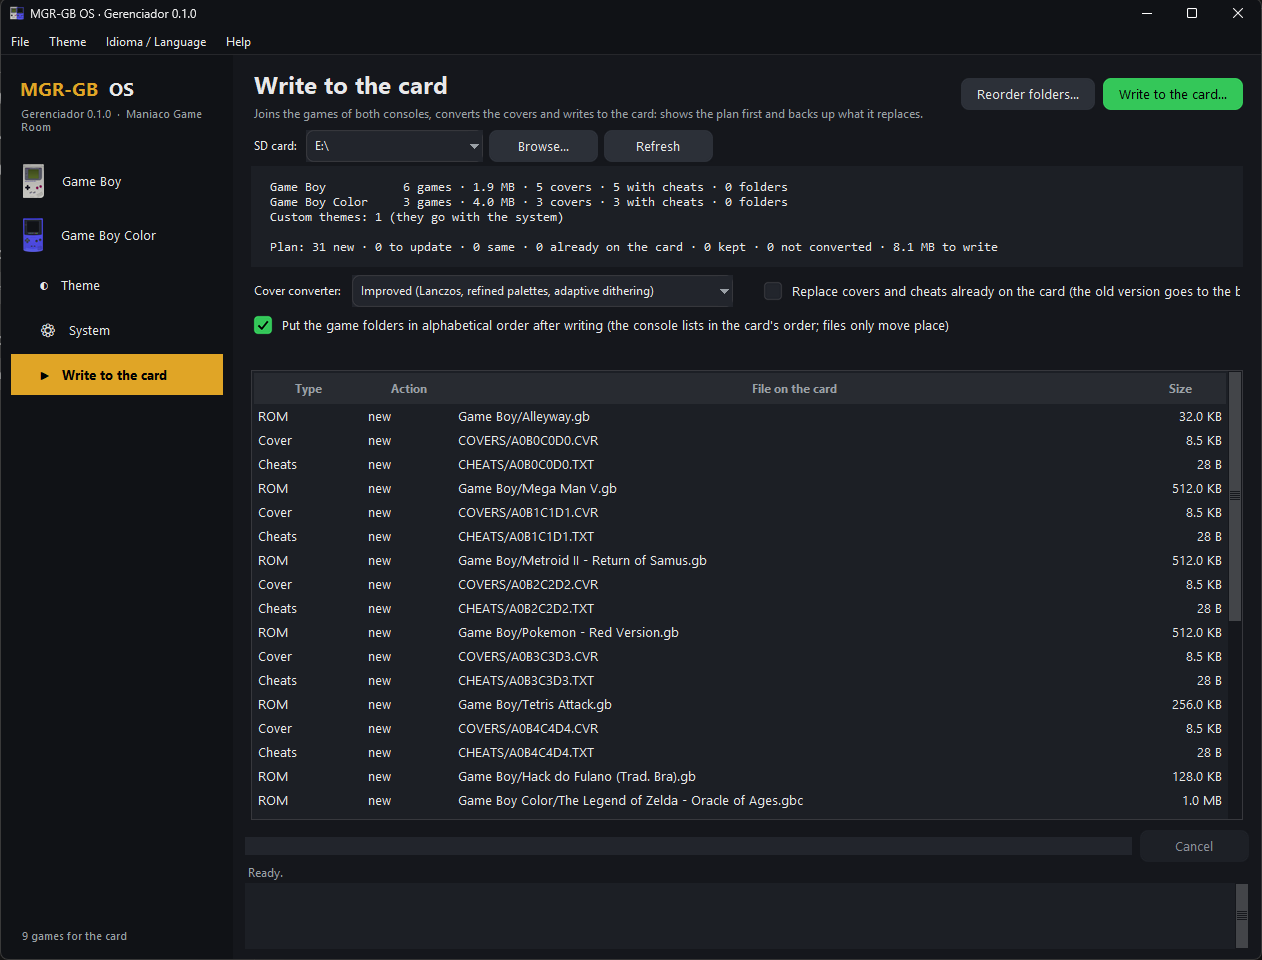 MGR-GB OS · Gerenciador 0.1.0
File Theme Idioma / Language Help
MGR-GB OS
Gerenciador 0.1.0 · Maniaco Game
Room
Game Boy
Game Boy Color
Theme
System
Write to the card
9 games for the card
Write to the card
Reorder folders... Write to the card...
Joins the games of both consoles, converts the covers and writes to the card: shows the plan first and backs up what it replaces.
SD card: E:\ Browse... Refresh
Game Boy 6 games · 1.9 MB · 5 covers · 5 with cheats · 0 folders
Game Boy Color 3 games · 4.0 MB · 3 covers · 3 with cheats · 0 folders
Custom themes: 1 (they go with the system)
Plan: 31 new · 0 to update · 0 same · 0 already on the card · 0 kept · 0 not converted · 8.1 MB to write
Cover converter: Improved (Lanczos, refined palettes, adaptive dithering) Replace covers and cheats already on the card (the old version goes to the b
Put the game folders in alphabetical order after writing (the console lists in the card's order; files only move place)
Type Action File on the card Size
ROM new Game Boy/Alleyway.gb 32.0 KB
Cover new COVERS/A0B0C0D0.CVR 8.5 KB
Cheats new CHEATS/A0B0C0D0.TXT 28 B
ROM new Game Boy/Mega Man V.gb 512.0 KB
Cover new COVERS/A0B1C1D1.CVR 8.5 KB
Cheats new CHEATS/A0B1C1D1.TXT 28 B
ROM new Game Boy/Metroid II - Return of Samus.gb 512.0 KB
Cover new COVERS/A0B2C2D2.CVR 8.5 KB
Cheats new CHEATS/A0B2C2D2.TXT 28 B
ROM new Game Boy/Pokemon - Red Version.gb 512.0 KB
Cover new COVERS/A0B3C3D3.CVR 8.5 KB
Cheats new CHEATS/A0B3C3D3.TXT 28 B
ROM new Game Boy/Tetris Attack.gb 256.0 KB
Cover new COVERS/A0B4C4D4.CVR 8.5 KB
Cheats new CHEATS/A0B4C4D4.TXT 28 B
ROM new Game Boy/Hack do Fulano (Trad. Bra).gb 128.0 KB
ROM new Game Boy Color/The Legend of Zelda - Oracle of Ages.gbc 1.0 MB
Cancel
Ready.